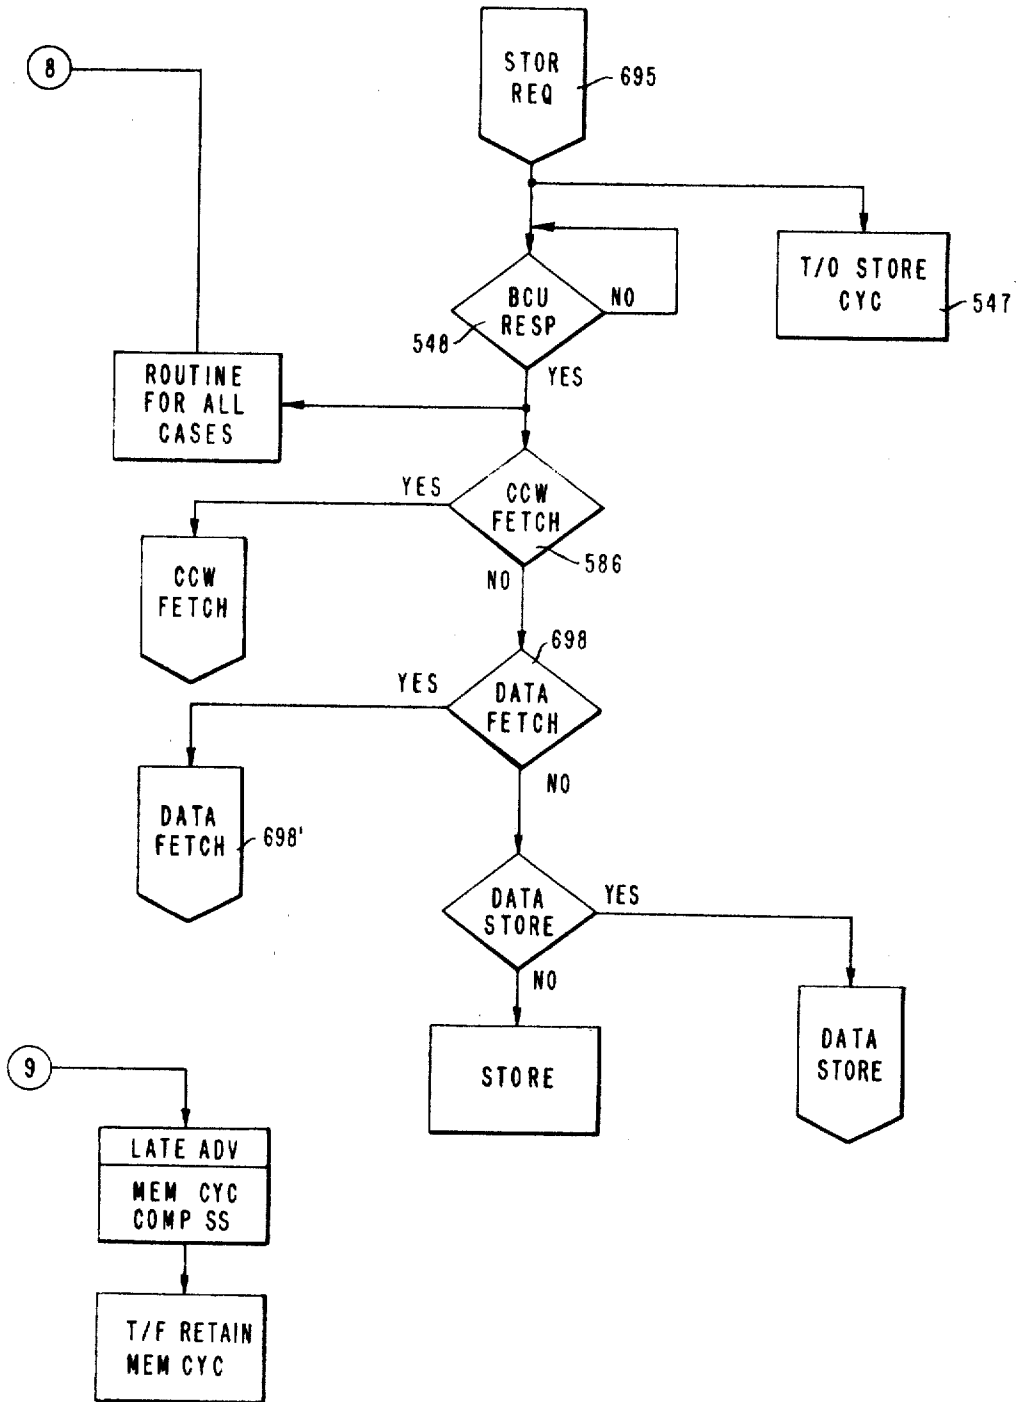 8
STOR
REQ
695
T/O STORE
CYC
547
BCU
RESP
NO
548
YES
ROUTINE
FOR ALL
CASES
YES
CCW
FETCH
586
NO
CCW
FETCH
698
YES
DATA
FETCH
NO
DATA
FETCH
698'
DATA
STORE
YES
NO
STORE
DATA
STORE
9
LATE ADV
MEM CYC
COMP SS
T/F RETAIN
MEM CYC